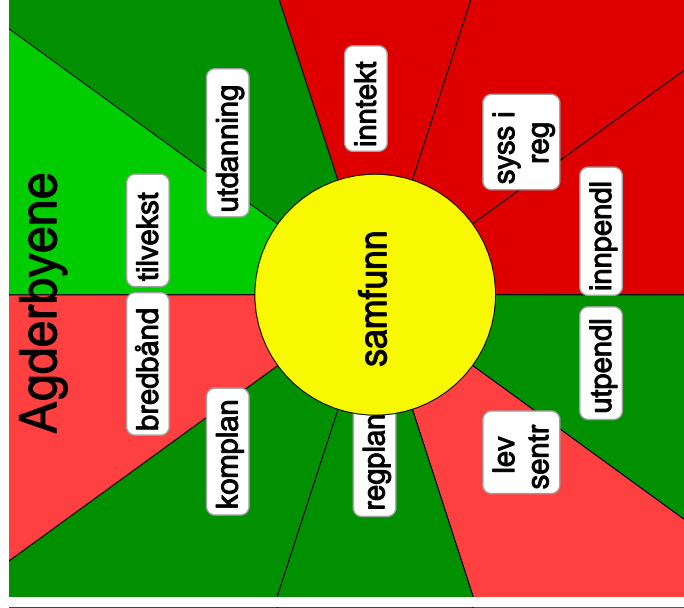 Agderbyene
bredbånd
tilvekst
komplan
utdanning
regplan
samfunn
inntekt
lev
sentr
syss i
reg
utpendl
innpendl